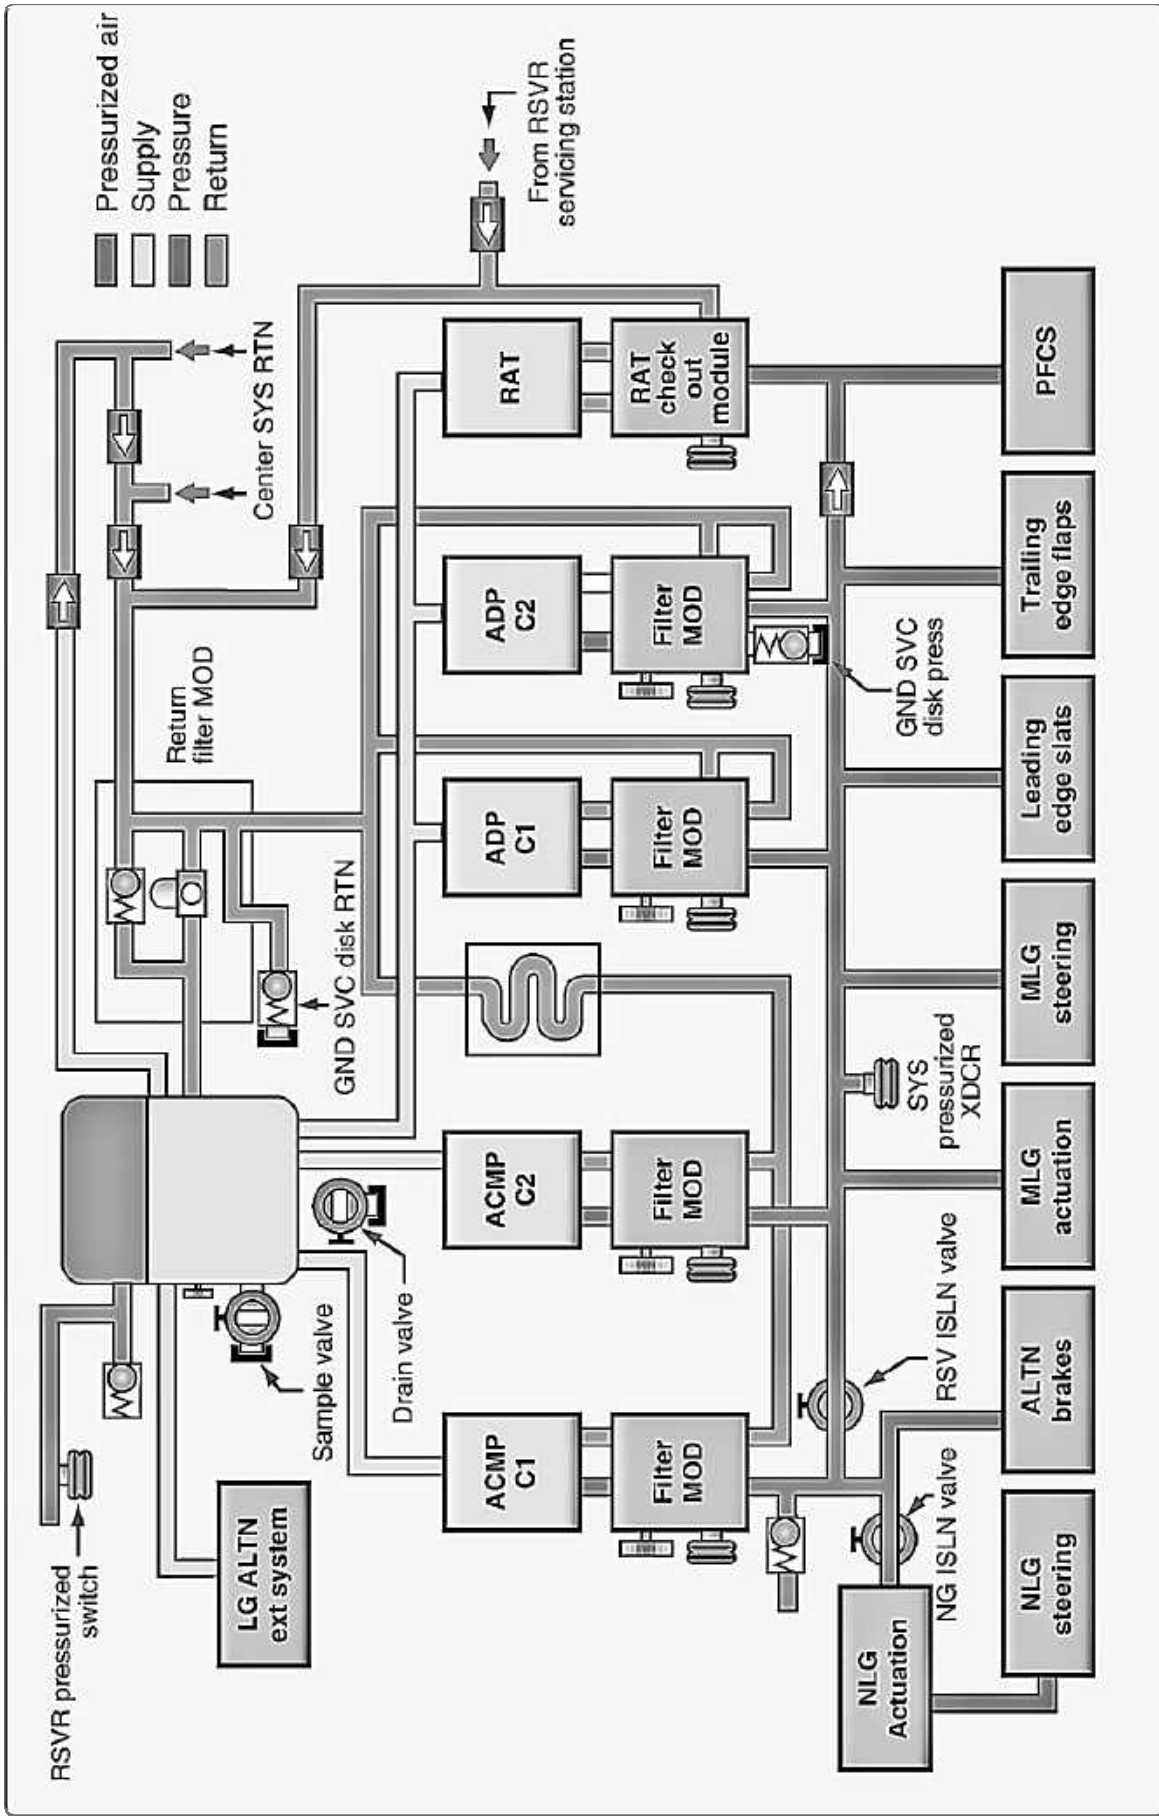 RSVR pressurized
switch
LG ALTN
ext system
Sample valve
Drain valve
GND SVC disk RTN
Return
filter MOD
Center SYS RTN
Pressurized air
Supply
Pressure
Return
From RSVR
servicing station
ACMP
C1
ACMP
C2
ADP
C1
ADP
C2
RAT
Filter
MOD
Filter
MOD
Filter
MOD
Filter
MOD
RAT
check
out
module
NG ISLN valve
RSV ISLN valve
SYS
pressurized
XDCR
GND SVC
disk press
NLG
Actuation
NLG
steering
ALTN
brakes
MLG
actuation
MLG
steering
Leading
edge slats
Trailing
edge flaps
PFCS